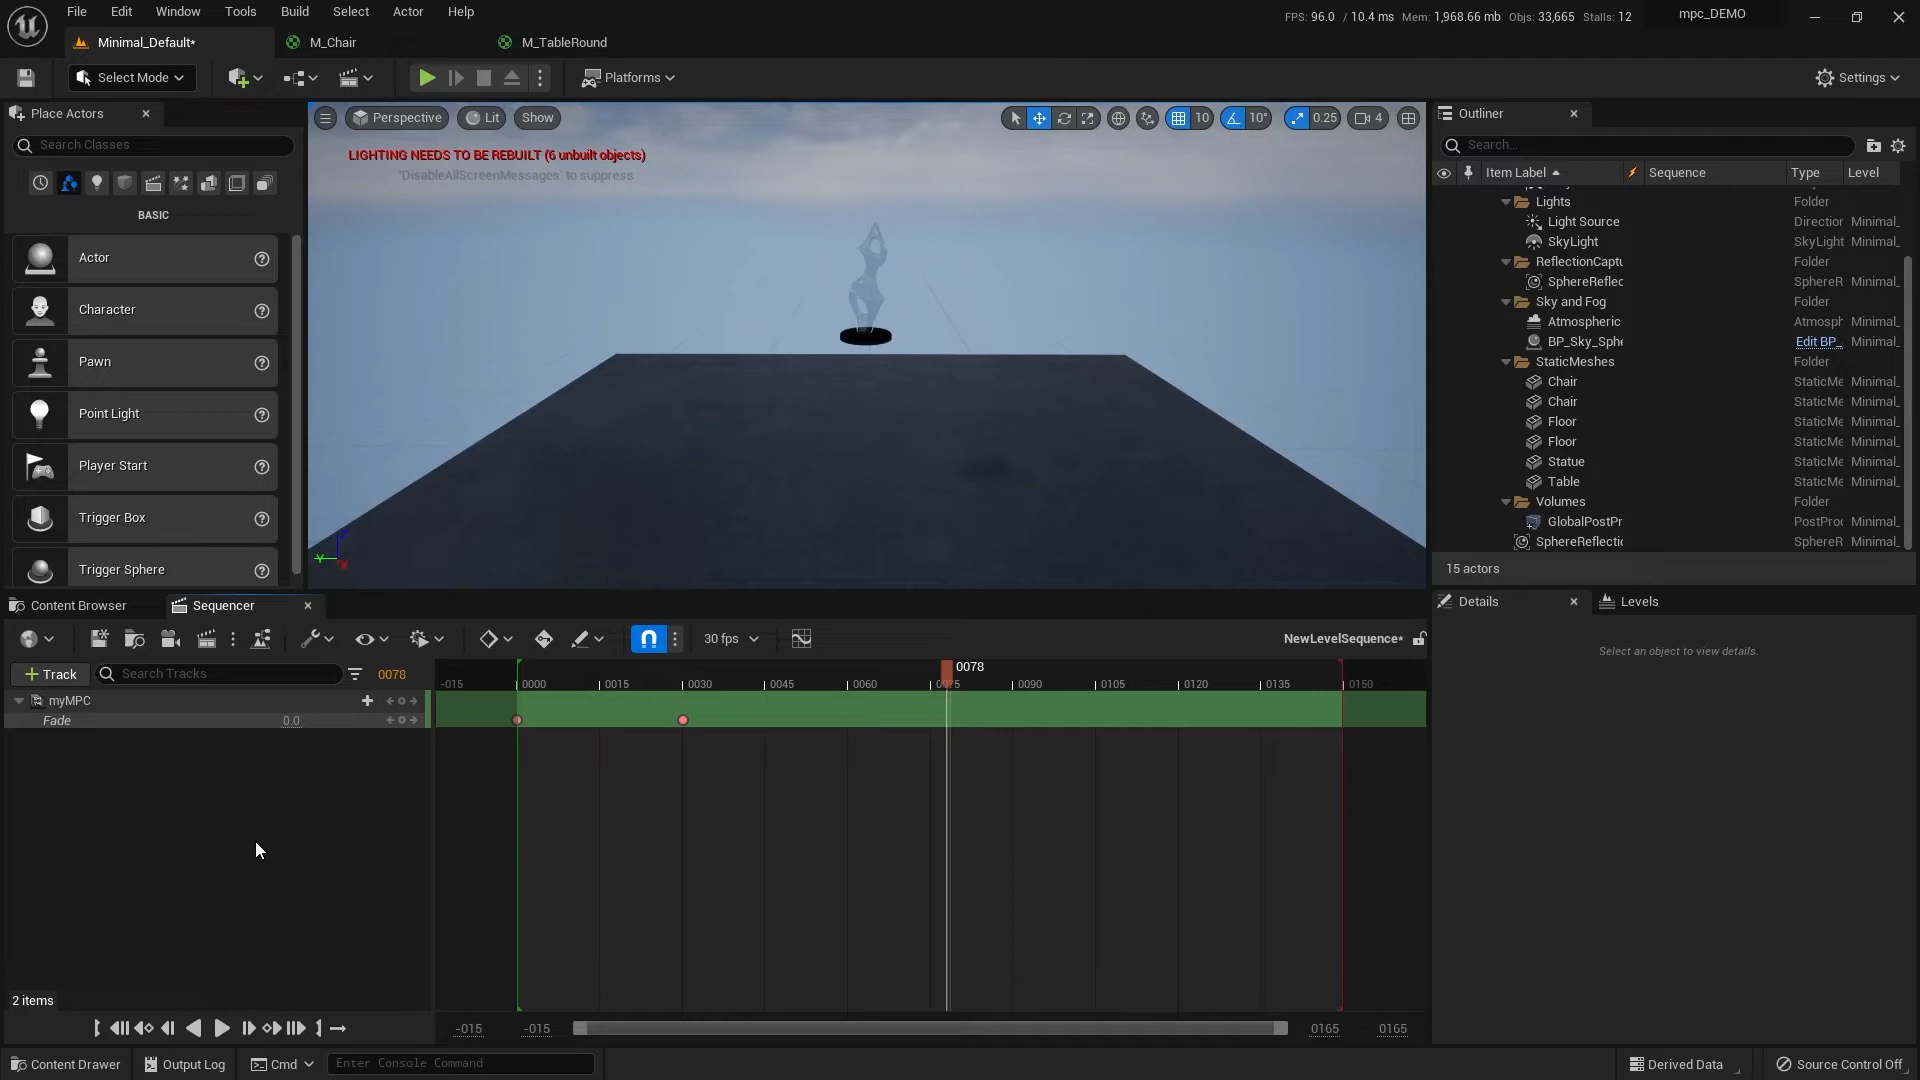 File Edit Window Tools Build Select Actor Help
FPS: 96.0 / 10.4 ms Mem: 1,968.66 mb Objs: 33,665 Stalls: 12
mpc_DEMO
Minimal_Default*
M_Chair
M_TableRound
Select Mode
Platforms
Settings
Place Actors
Search Classes
BASIC
Actor
Character
Pawn
Point Light
Player Start
Trigger Box
Trigger Sphere
Perspective Lit Show
10 10° 0.25 4
LIGHTING NEEDS TO BE REBUILT (6 unbuilt objects)
'DisableAllScreenMessages' to suppress
Outliner
Search...
Item Label Sequence Type Level
Lights Folder
Light Source Direction Minimal_
SkyLight SkyLight Minimal_
ReflectionCaptu Folder
SphereReflec SphereR Minimal_
Sky and Fog Folder
Atmospheric Atmosph Minimal_
BP_Sky_Sphe Edit BP_ Minimal_
StaticMeshes Folder
Chair StaticMe Minimal_
Chair StaticMe Minimal_
Floor StaticMe Minimal_
Floor StaticMe Minimal_
Statue StaticMe Minimal_
Table StaticMe Minimal_
Volumes Folder
GlobalPostPr PostProc Minimal_
SphereReflectic SphereR Minimal_
15 actors
Content Browser
Sequencer
Details
Levels
Select an object to view details.
30 fps
NewLevelSequence*
Track
Search Tracks
0078
0078
-015 0000 0015 0030 0045 0060 0075 0090 0105 0120 0135 0150
myMPC
Fade 0.0
2 items
-015 -015 0165 0165
Content Drawer
Output Log
Cmd
Enter Console Command
Derived Data
Source Control Off